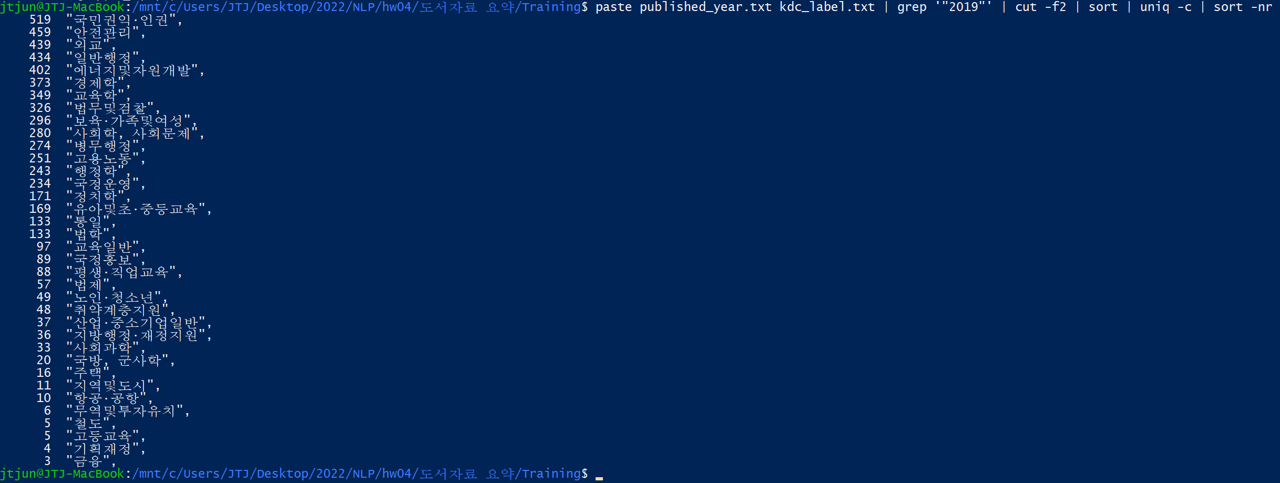 jtjun@JTJ-MacBook:/mnt/c/Users/JTJ/Desktop/2022/NLP/hw04/도서자료 요약/Training$ paste published_year.txt kdc_label.txt | grep '"2019"' | cut -f2 | sort | uniq -c | sort -nr
519 "국민권익·인권",
459 "안전관리",
439 "외교",
434 "일반행정",
402 "에너지및자원개발",
373 "경제학",
349 "교육학",
326 "법무및검찰",
296 "보육·가족및여성",
280 "사회학, 사회문제",
274 "병무행정",
251 "고용노동",
243 "행정학",
234 "국정운영",
171 "정치학",
169 "유아및초·중등교육",
133 "통일",
133 "법학",
97 "교육일반",
89 "국정홍보",
88 "평생·직업교육",
57 "법제",
49 "노인·청소년",
48 "취약계층지원",
37 "산업·중소기업일반",
36 "지방행정·재정지원",
33 "사회과학",
20 "국방, 군사학",
16 "주택",
11 "지역및도시",
10 "항공·공항",
6 "무역및투자유치",
5 "철도",
5 "고등교육",
4 "기획재정",
3 "금융",
jtjun@JTJ-MacBook:/mnt/c/Users/JTJ/Desktop/2022/NLP/hw04/도서자료 요약/Training$